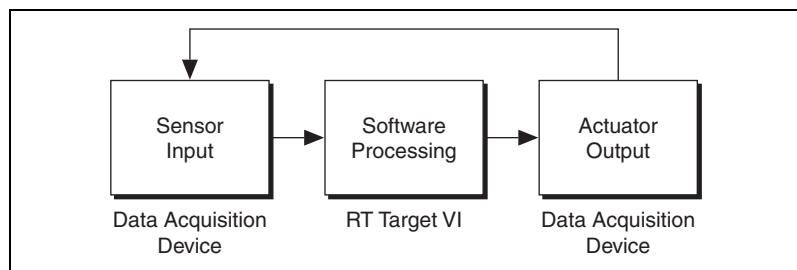 Sensor
Input
Software
Processing
Actuator
Output
Data Acquisition
Device
RT Target VI
Data Acquisition
Device